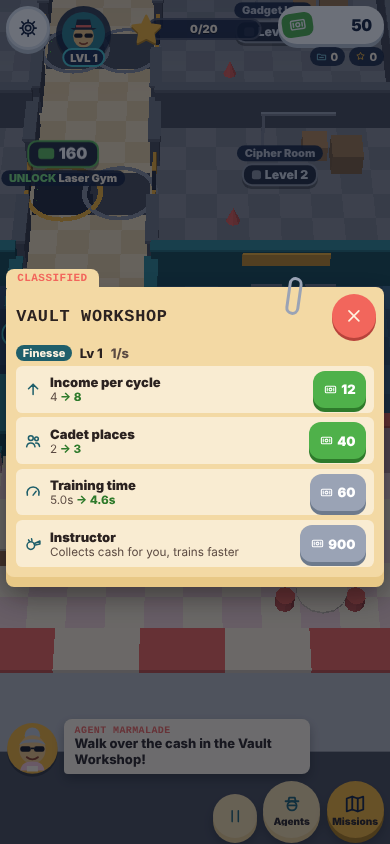 Gadget
Lev
50
LVL 1
0/20
0
0
160
UNLOCK Laser Gym
Cipher Room
Level 2
CLASSIFIED
VAULT WORKSHOP
Finesse Lv 1 1/s
Income per cycle
4 → 8
12
Cadet places
2 → 3
40
Training time
5.0s → 4.6s
60
Instructor
Collects cash for you, trains faster
900
AGENT MARMALADE
Walk over the cash in the Vault
Workshop!
Agents
Missions